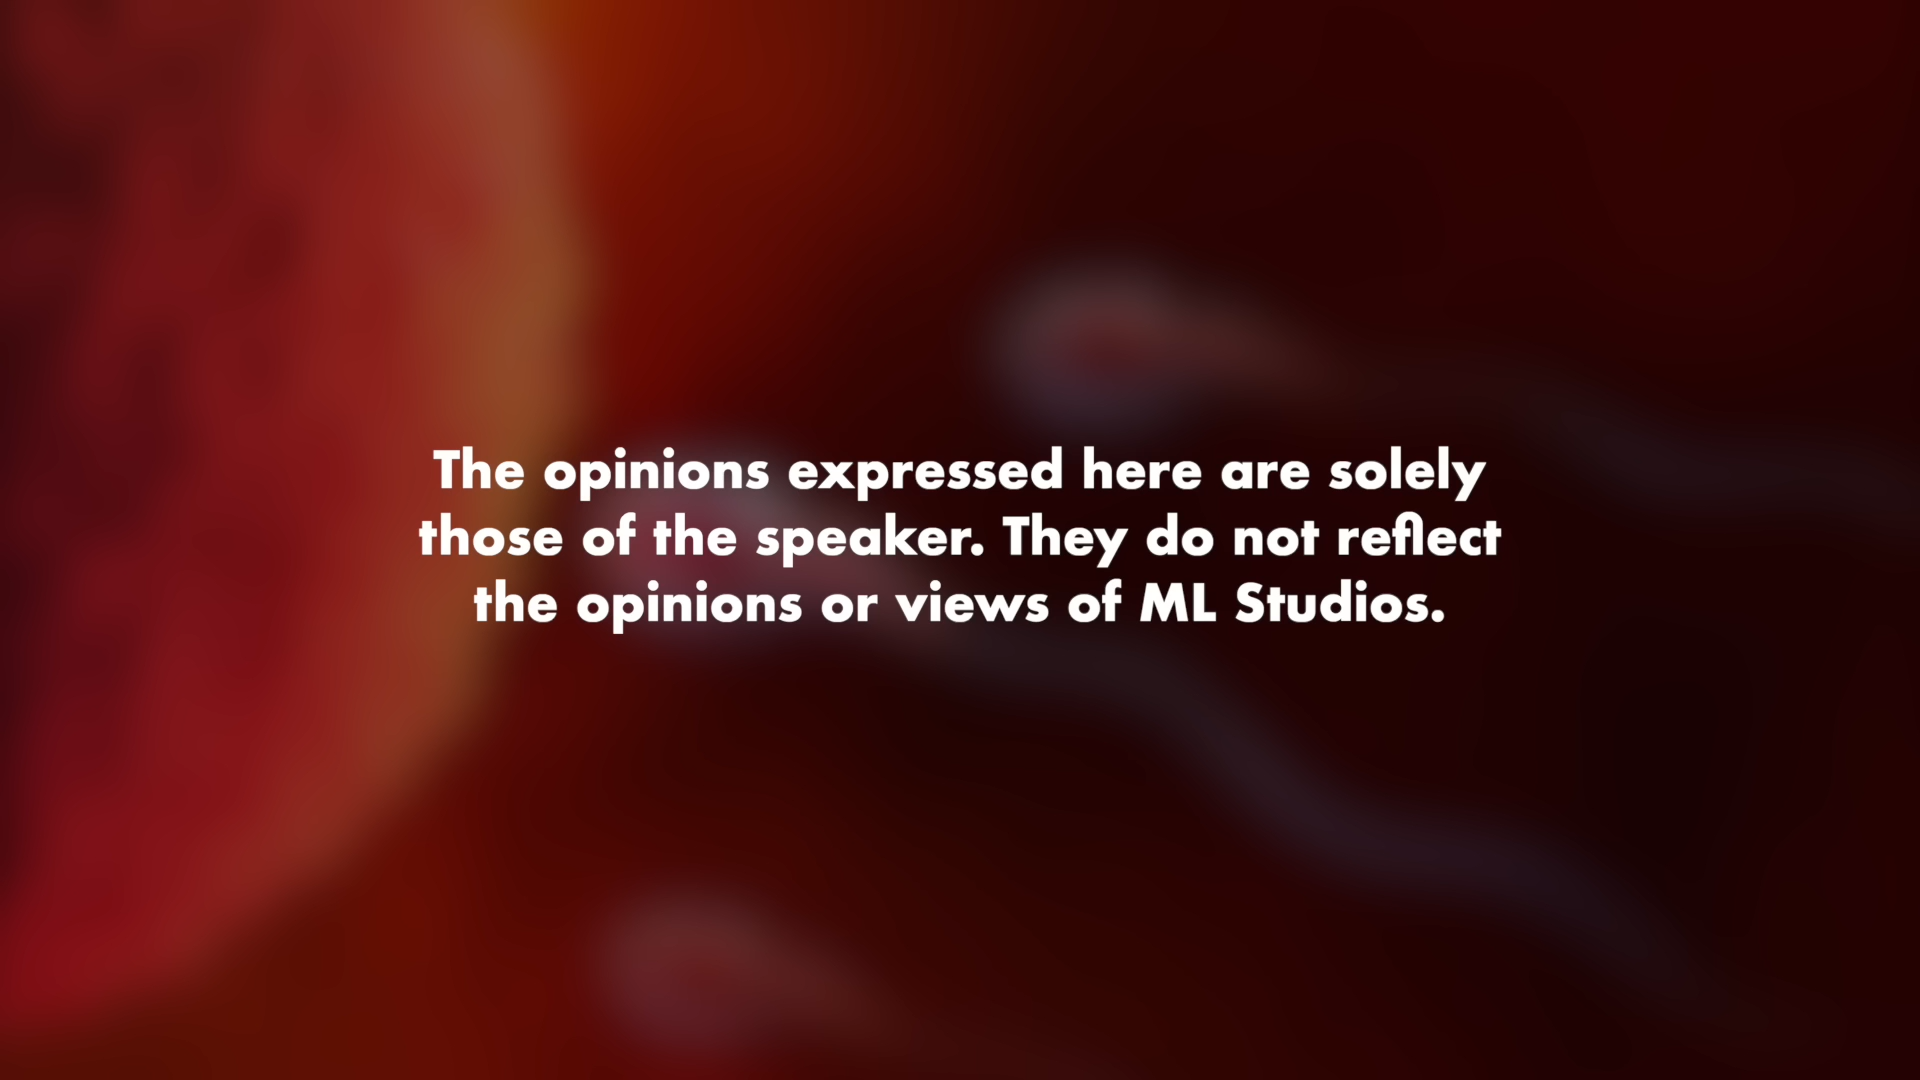 The opinions expressed here are solely
those of the speaker. They do not reflect
the opinions or views of ML Studios.